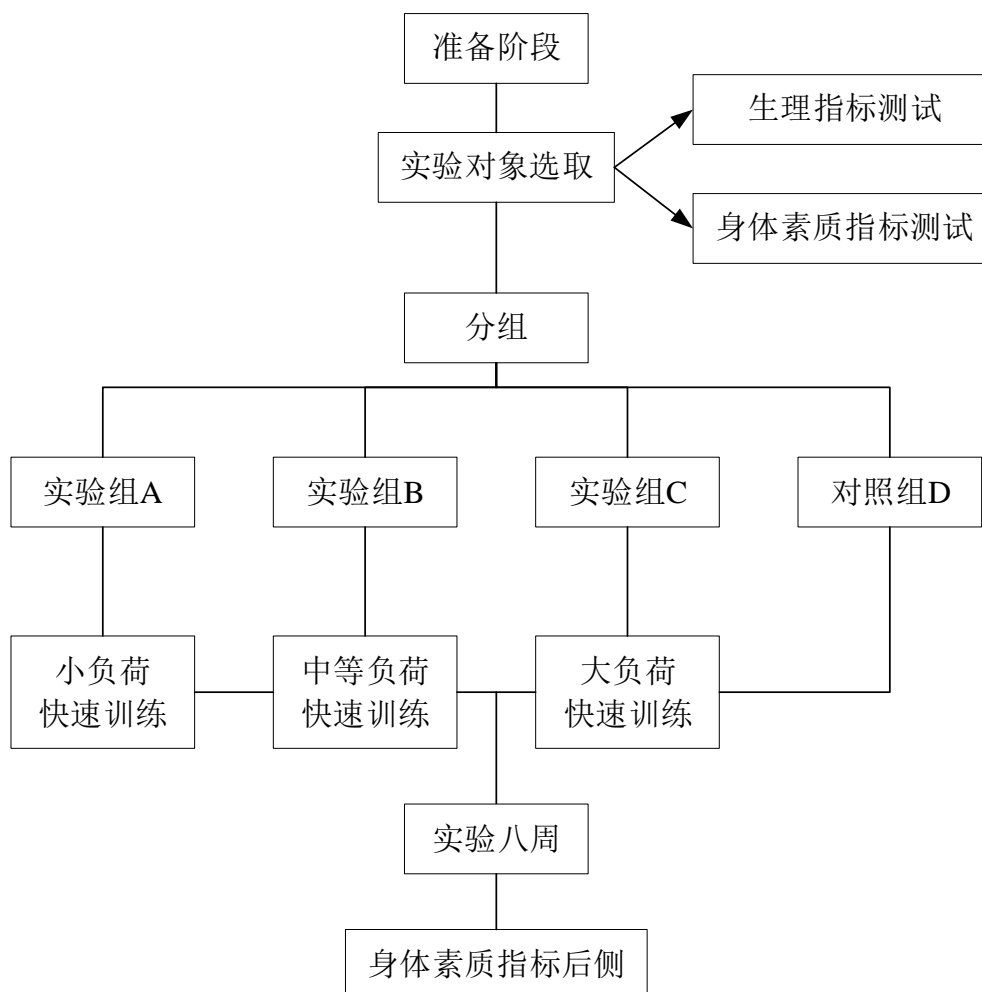 准备阶段
生理指标测试
实验对象选取
身体素质指标测试
分组
实验组A
实验组B
实验组C
对照组D
小负荷
快速训练
中等负荷
快速训练
大负荷
快速训练
实验八周
身体素质指标后侧